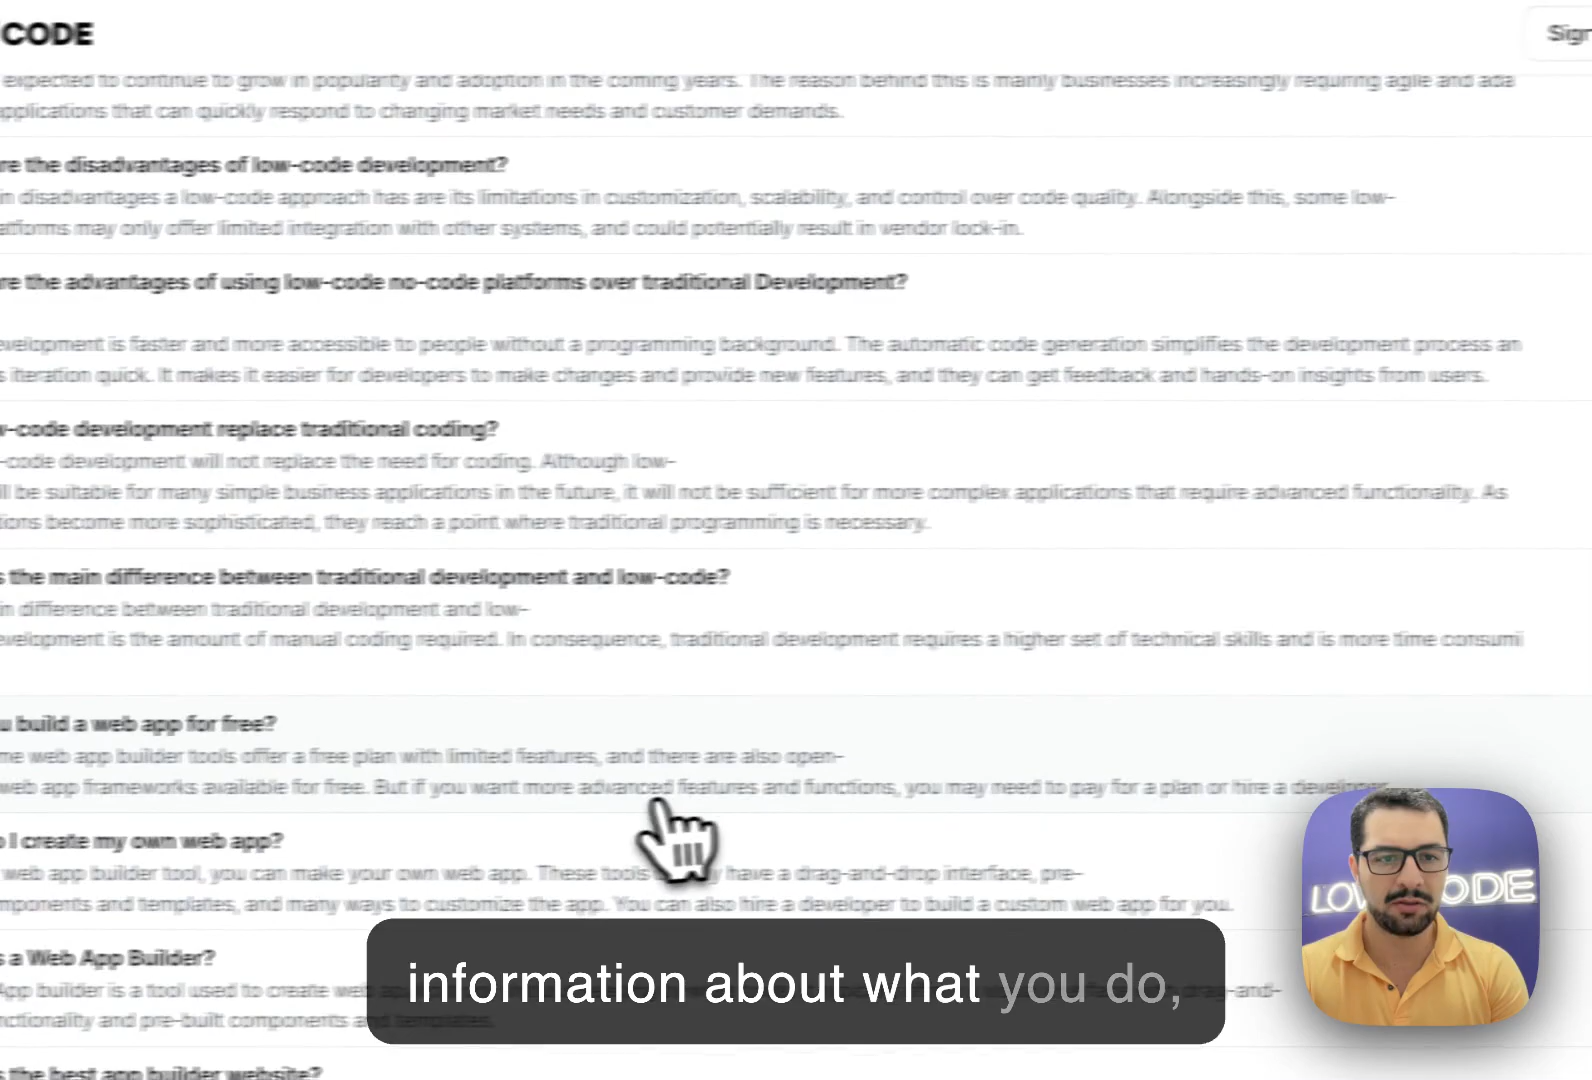 CODE
Sign
expected to continue to grow in popularity and adoption in the coming years. The reason behind this is mainly businesses increasingly requiring agile and ada
applications that can quickly respond to changing market needs and customer demands.
re the disadvantages of low-code development?
in disadvantages a low-code approach has are its limitations in customization, scalability, and control over code quality. Alongside this, some low-
atforms may only offer limited integration with other systems, and could potentially result in vendor lock-in.
re the advantages of using low-code no-code platforms over traditional Development?
evelopment is faster and more accessible to people without a programming background. The automatic code generation simplifies the development process an
s iteration quick. It makes it easier for developers to make changes and provide new features, and they can get feedback and hands-on insights from users.
w-code development replace traditional coding?
-code development will not replace the need for coding. Although low-
ll be suitable for many simple business applications in the future, it will not be sufficient for more complex applications that require advanced functionality. As
tions become more sophisticated, they reach a point where traditional programming is necessary.
s the main difference between traditional development and low-code?
in difference between traditional development and low-
evelopment is the amount of manual coding required. In consequence, traditional development requires a higher set of technical skills and is more time consumi
u build a web app for free?
me web app builder tools offer a free plan with limited features, and there are also open-
web app frameworks available for free. But if you want more advanced features and functions, you may need to pay for a plan or hire a developer.
o I create my own web app?
web app builder tool, you can make your own web app. These tools have a drag-and-drop interface, pre-
mponents and templates, and many ways to customize the app. You can also hire a developer to build a custom web app for you.
s a Web App Builder?
App builder is a tool used to create web drag-and-
nctionality and pre-built components and templates.
s the best app builder website?
information about what you do,
LOW CODE